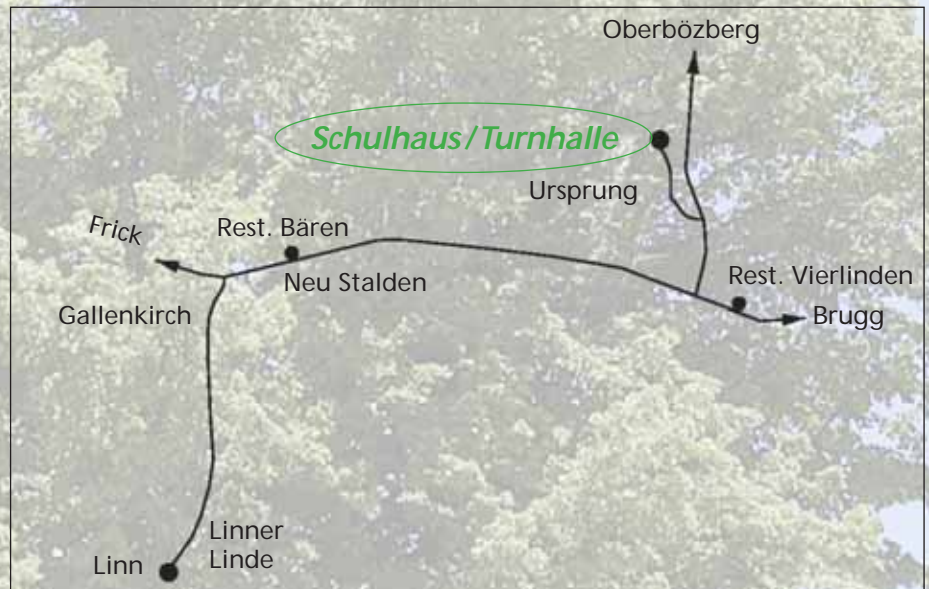 Oberbözberg
Schulhaus/Turnhalle
Ursprung
Frick
Rest. Bären
Neu Stalden
Rest. Vierlinden
Gallenkirch
Brugg
Linner
Linde
Linn